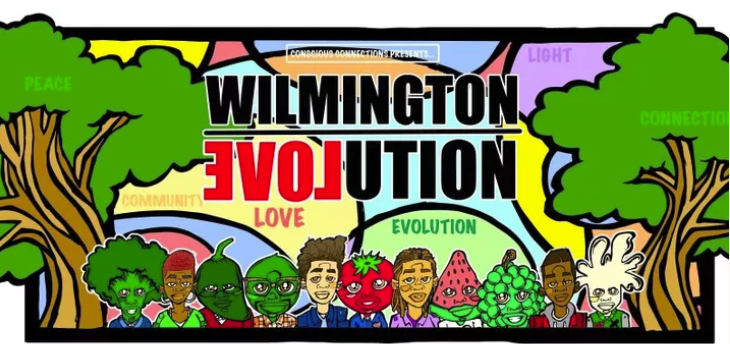 CONSCIOUS CONNECTIONS PRESENTS...
LIGHT
PEACE
WILMINGTON
CONNECTION
EVOLUTION
COMMUNITY
LOVE
EVOLUTION